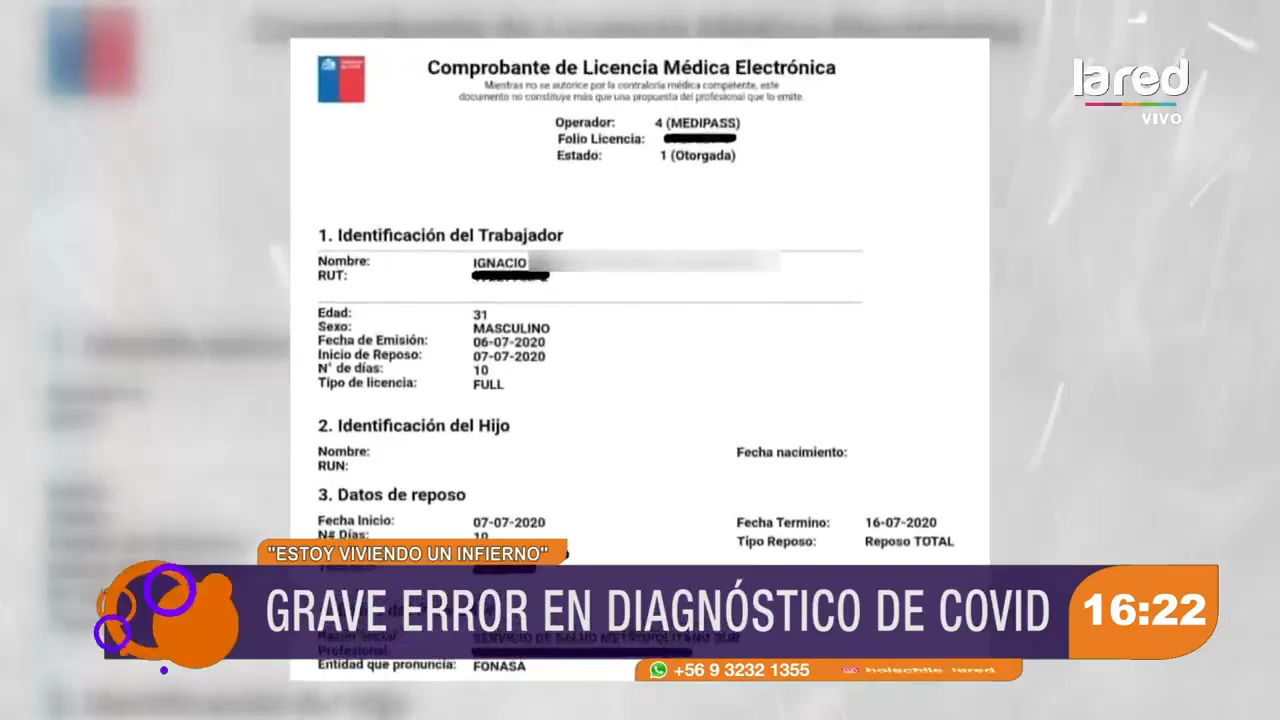 lared
VIVO
Comprobante de Licencia Médica Electrónica
Mientras no se autorice por la contraloría médica competente, este
documento no constituye más que una propuesta del profesional que lo emite.
Operador: 4 (MEDIPASS)
Folio Licencia:
Estado: 1 (Otorgada)
1. Identificación del Trabajador
Nombre: IGNACIO
RUT:
Edad: 31
Sexo: MASCULINO
Fecha de Emisión: 06-07-2020
Inicio de Reposo: 07-07-2020
N° de días: 10
Tipo de licencia: FULL
2. Identificación del Hijo
Nombre: Fecha nacimiento:
RUN:
3. Datos de reposo
Fecha Inicio: 07-07-2020 Fecha Termino: 16-07-2020
N# Días: 10 Tipo Reposo: Reposo TOTAL
"ESTOY VIVIENDO UN INFIERNO"
GRAVE ERROR EN DIAGNÓSTICO DE COVID
16:22
Razón Social SERVICIO DE SALUD METROPOLITANO SUR
Profesional:
Entidad que pronuncia: FONASA
+56 9 3232 1355
holachile_lared